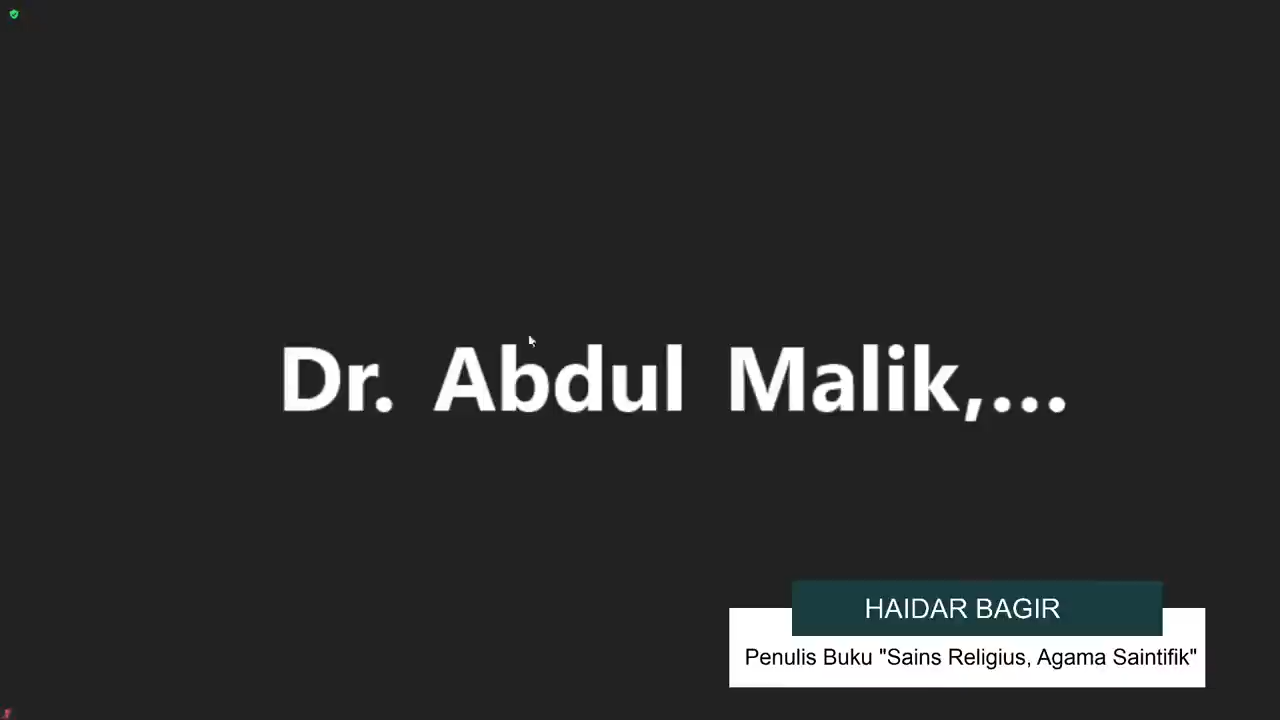 Dr. Abdul Malik,...
HAIDAR BAGIR
Penulis Buku "Sains Religius, Agama Saintifik"